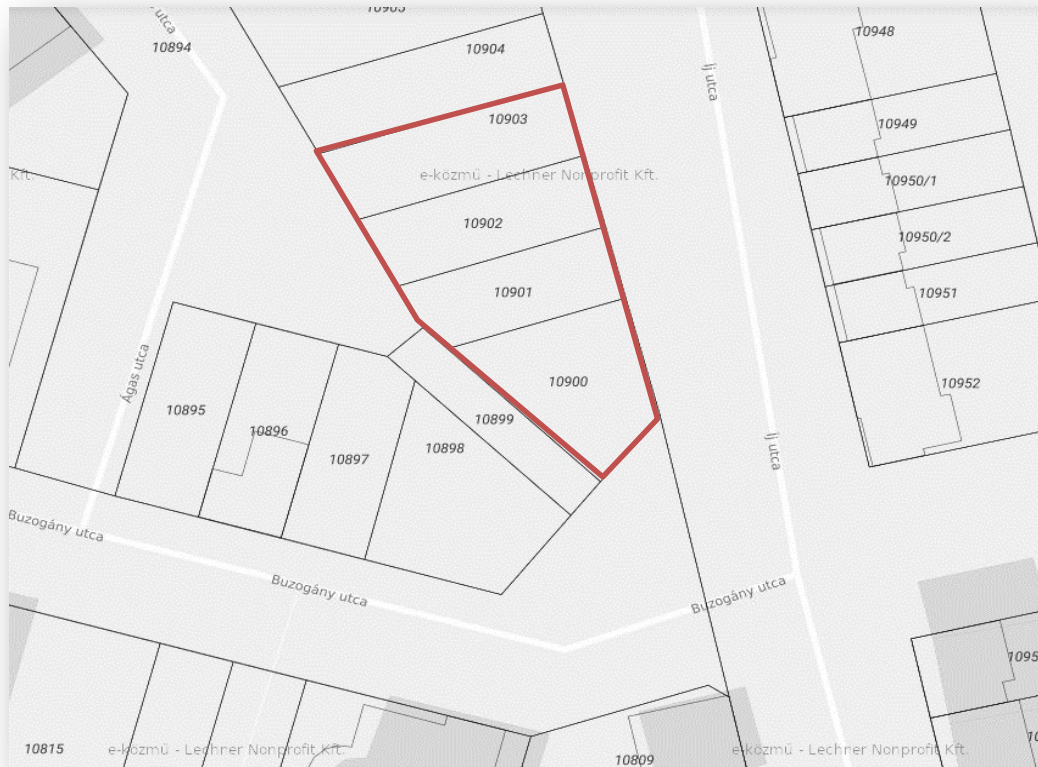 10905
utca
10894
10904
10948
Íj utca
10903
10949
Kft.
e-közmű - Lechner Nonprofit Kft.
10950/1
10902
10950/2
10901
10951
Ágas utca
10900
10952
10895
10899
10896
10898
10897
Íj utca
Buzogány utca
Buzogány utca
Buzogány utca
1095
10815
e-közmű - Lechner Nonprofit Kft.
10809
e-közmű - Lechner Nonprofit Kft.